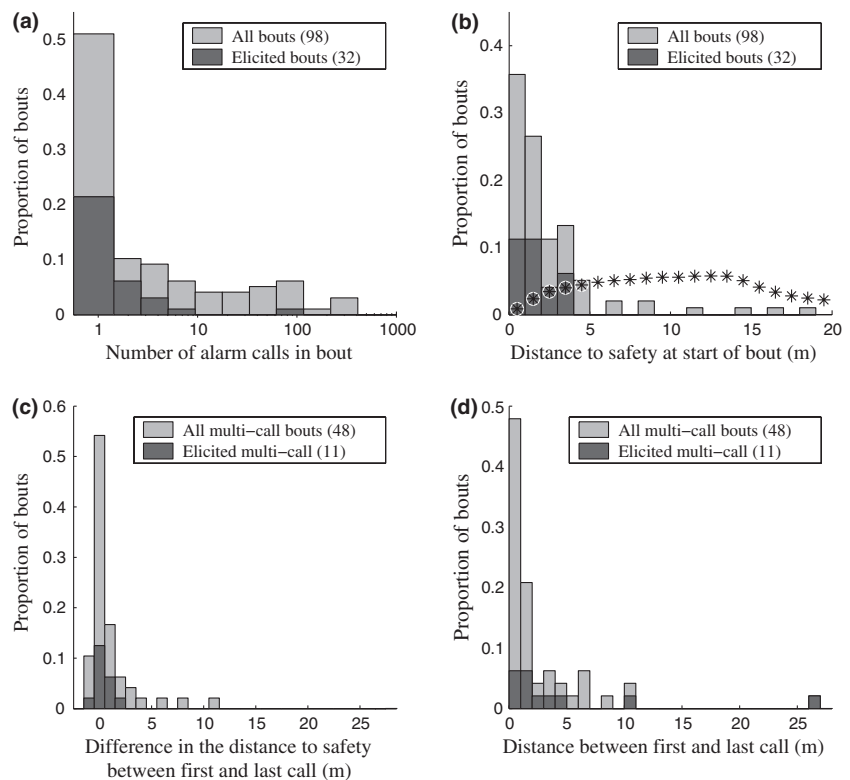 (a)
0.5
0.4
0.3
0.2
0.1
0
Proportion of bouts
All bouts (98)
Elicited bouts (32)
1
10
100
1000
Number of alarm calls in bout
(b)
0.4
0.3
0.2
0.1
0
Proportion of bouts
All bouts (98)
Elicited bouts (32)
0
5
10
15
20
Distance to safety at start of bout (m)
(c)
0.6
0.5
0.4
0.3
0.2
0.1
0
Proportion of bouts
All multi−call bouts (48)
Elicited multi−call (11)
0
5
10
15
20
25
Difference in the distance to safety
between first and last call (m)
(d)
0.5
0.4
0.3
0.2
0.1
0
Proportion of bouts
All multi−call bouts (48)
Elicited multi−call (11)
0
5
10
15
20
25
Distance between first and last call (m)